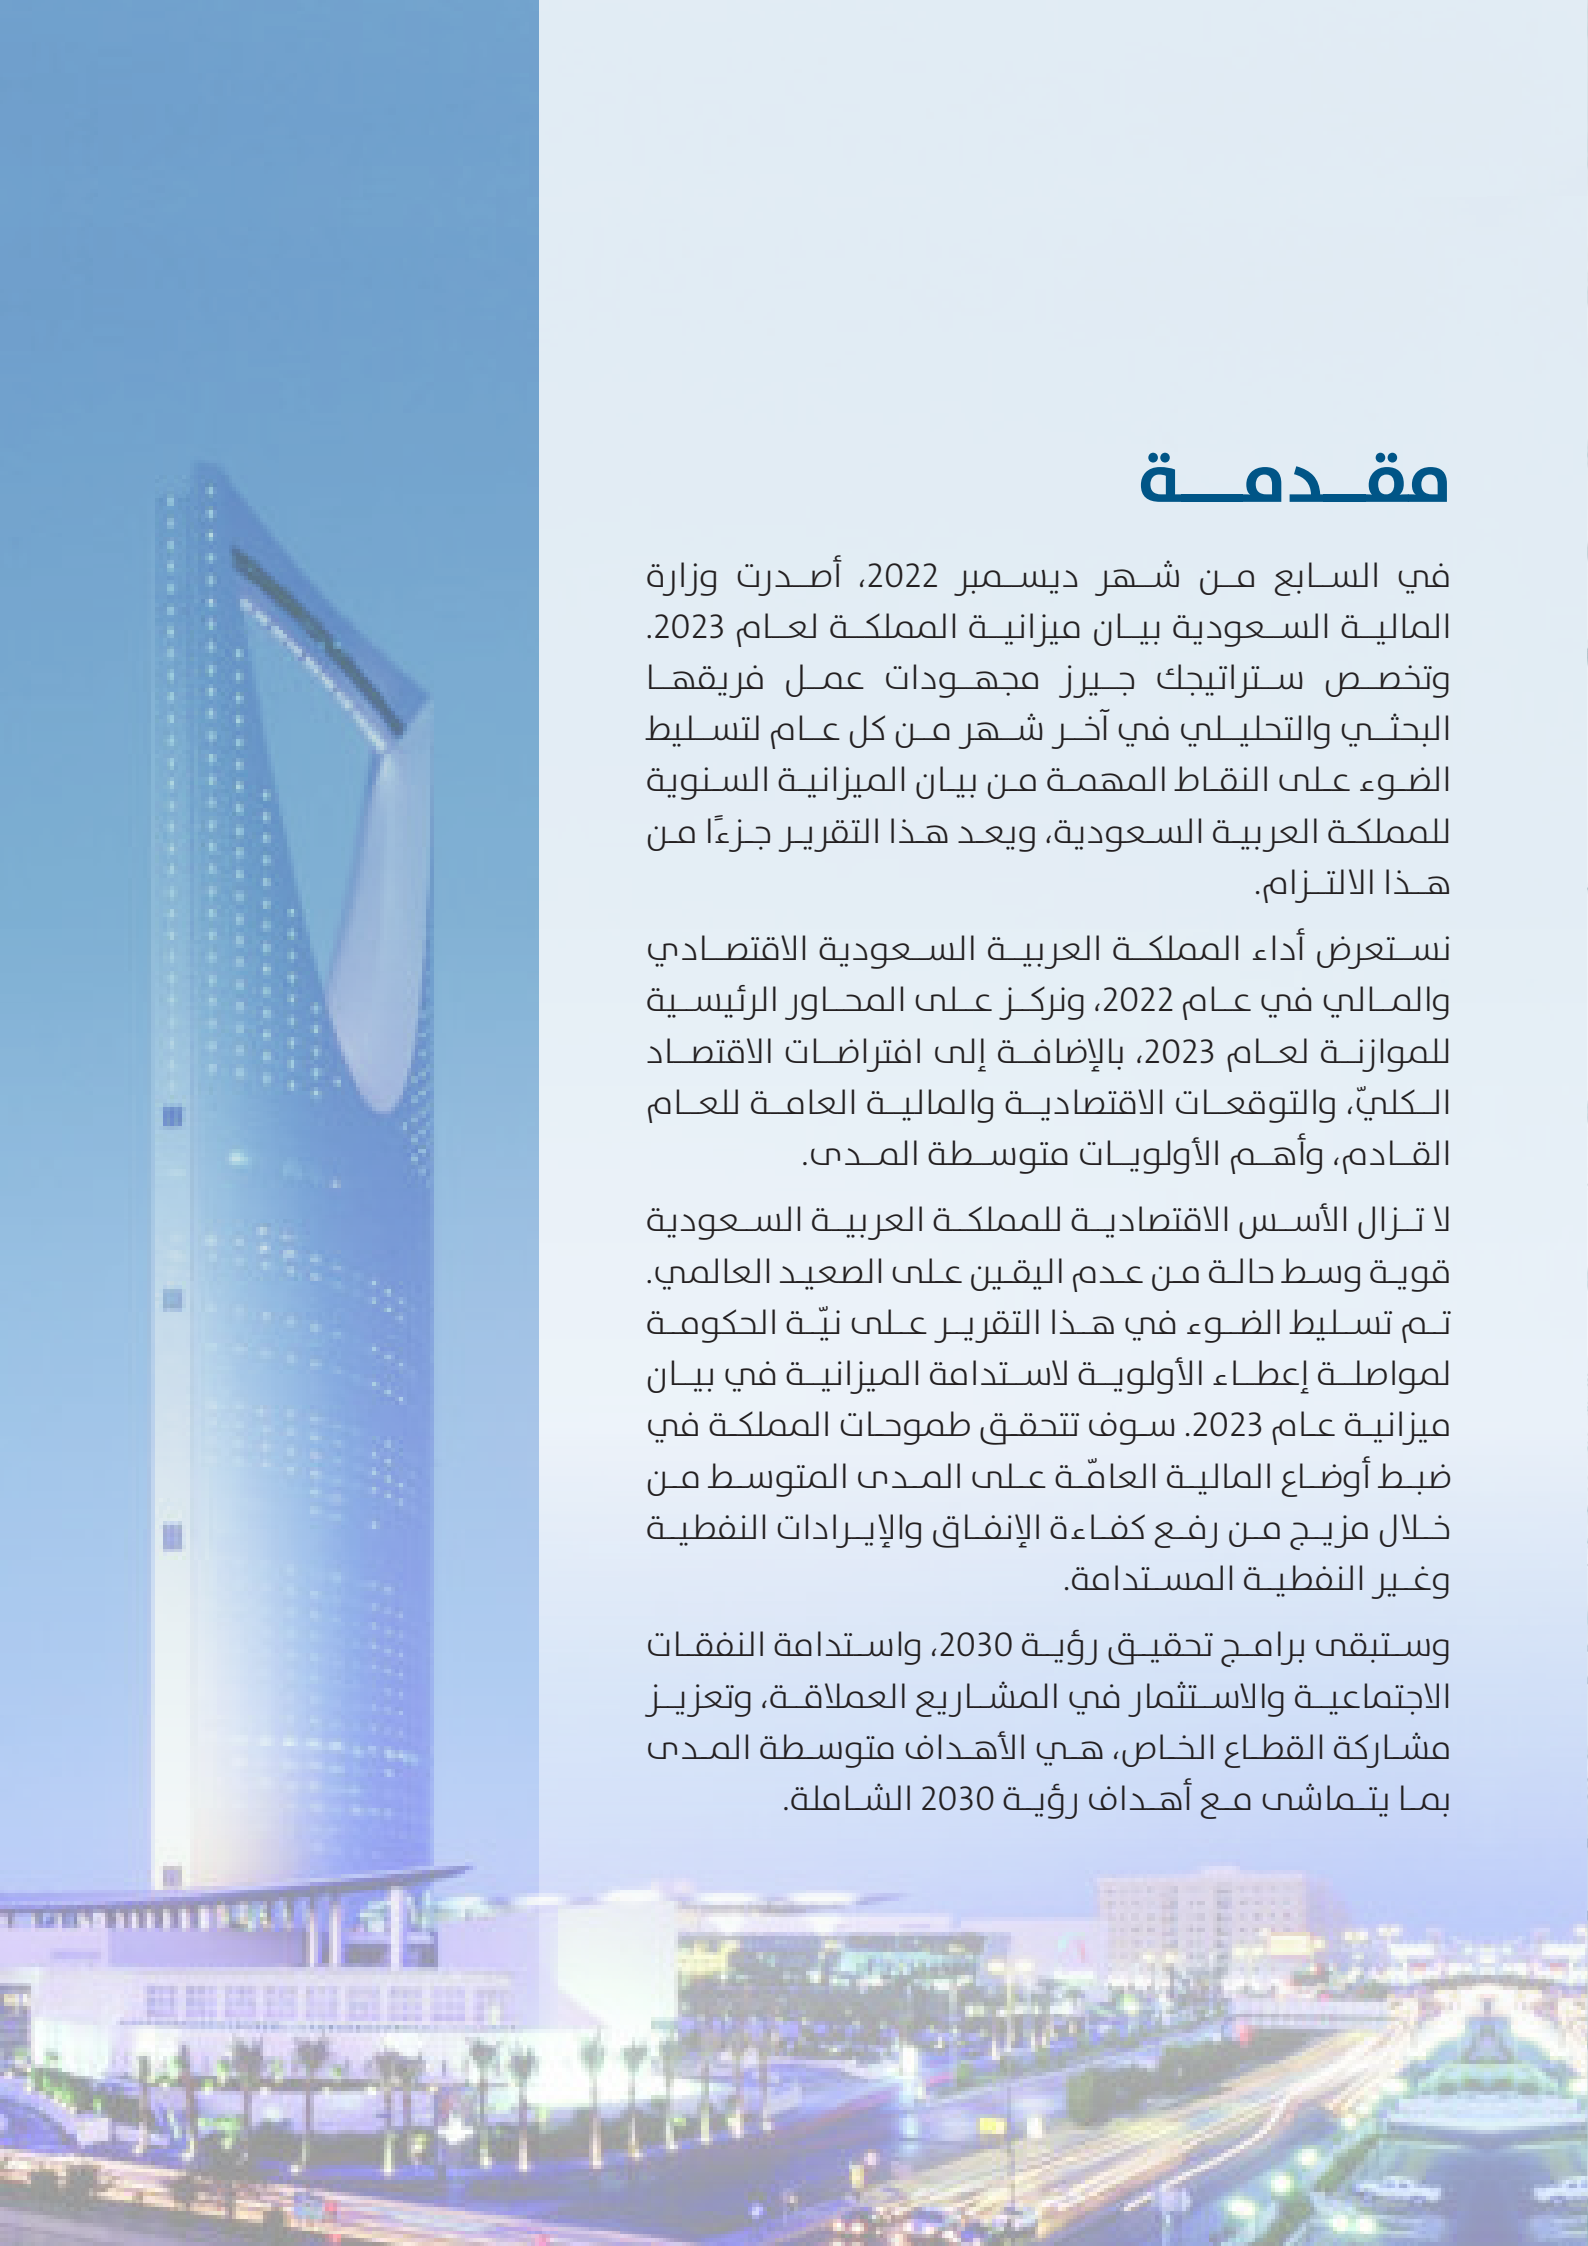 مقدمة
في السابع من شهر ديسمبر 2022، أصدرت وزارة
المالية السعودية بيان ميزانية المملكة لعام 2023.
وتخصص ستراتيجك جيرز مجهودات عمل فريقها
البحثي والتحليلي في آخر شهر من كل عام لتسليط
الضوء على النقاط المهمة من بيان الميزانية السنوية
للمملكة العربية السعودية، ويعد هذا التقرير جزءًا من
هذا الالتزام.
نستعرض أداء المملكة العربية السعودية الاقتصادي
والمالي في عام 2022، ونركز على المحاور الرئيسية
للموازنة لعام 2023، بالإضافة إلى افتراضات الاقتصاد
الكليّ، والتوقعات الاقتصادية والمالية العامة للعام
القادم، وأهم الأولويات متوسطة المدى.
لا تزال الأسس الاقتصادية للمملكة العربية السعودية
قوية وسط حالة من عدم اليقين على الصعيد العالمي.
تم تسليط الضوء في هذا التقرير على نيّة الحكومة
لمواصلة إعطاء الأولوية لاستدامة الميزانية في بيان
ميزانية عام 2023. سوف تتحقق طموحات المملكة في
ضبط أوضاع المالية العامّة على المدى المتوسط من
خلال مزيج من رفع كفاءة الإنفاق والإيرادات النفطية
وغير النفطية المستدامة.
وستبقى برامج تحقيق رؤية 2030، واستدامة النفقات
الاجتماعية والاستثمار في المشاريع العملاقة، وتعزيز
مشاركة القطاع الخاص، هي الأهداف متوسطة المدى
بما يتماشى مع أهداف رؤية 2030 الشاملة.